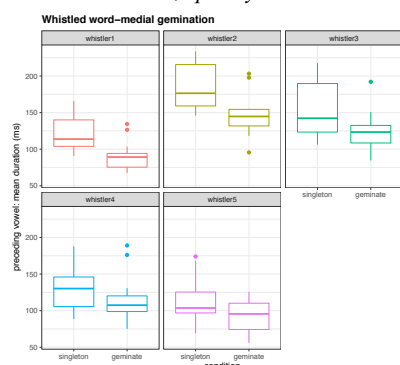 Whistled word−medial gemination
whistler1 whistler2 whistler3
preceding vowel: mean duration (ms)
200
150
100
50
singleton geminate
whistler4 whistler5
200
150
100
50
singleton geminate singleton geminate
condition